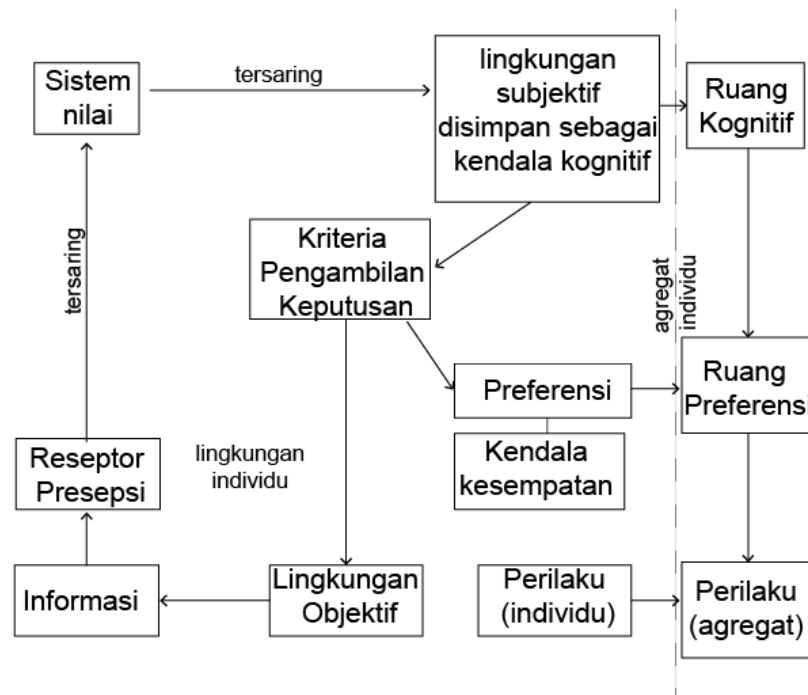 Sistem
nilai
tersaring
lingkungan
subjektif
disimpan sebagai
kendala kognitif
Ruang
Kognitif
Kriteria
Pengambilan
Keputusan
tersaring
agregat
individu
Preferensi
Ruang
Preferensi
Kendala
kesempatan
Reseptor
Presepsi
lingkungan
individu
Informasi
Lingkungan
Objektif
Perilaku
(individu)
Perilaku
(agregat)